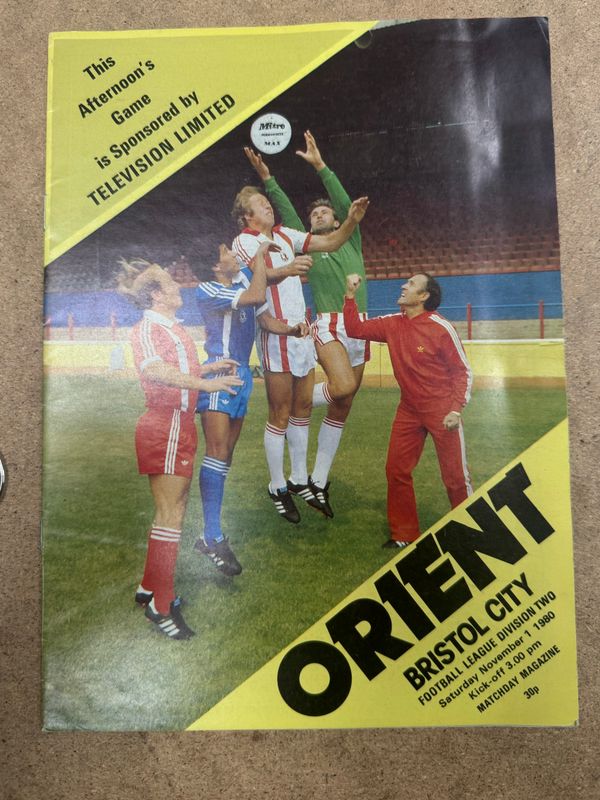 This
Afternoon's
Game
is Sponsored by
TELEVISION LIMITED
Mitre
MAX
ORIENT
BRISTOL CITY
FOOTBALL LEAGUE DIVISION TWO
Saturday November 1 1980
Kick-off 3.00 pm
MATCHDAY MAGAZINE
30p